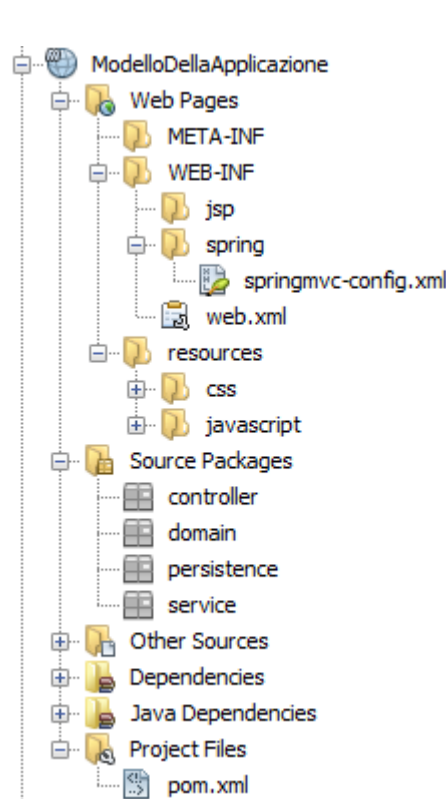 ModelloDellaApplicazione
Web Pages
META-INF
WEB-INF
jsp
spring
springmvc-config.xml
web.xml
resources
css
javascript
Source Packages
controller
domain
persistence
service
Other Sources
Dependencies
Java Dependencies
Project Files
pom.xml